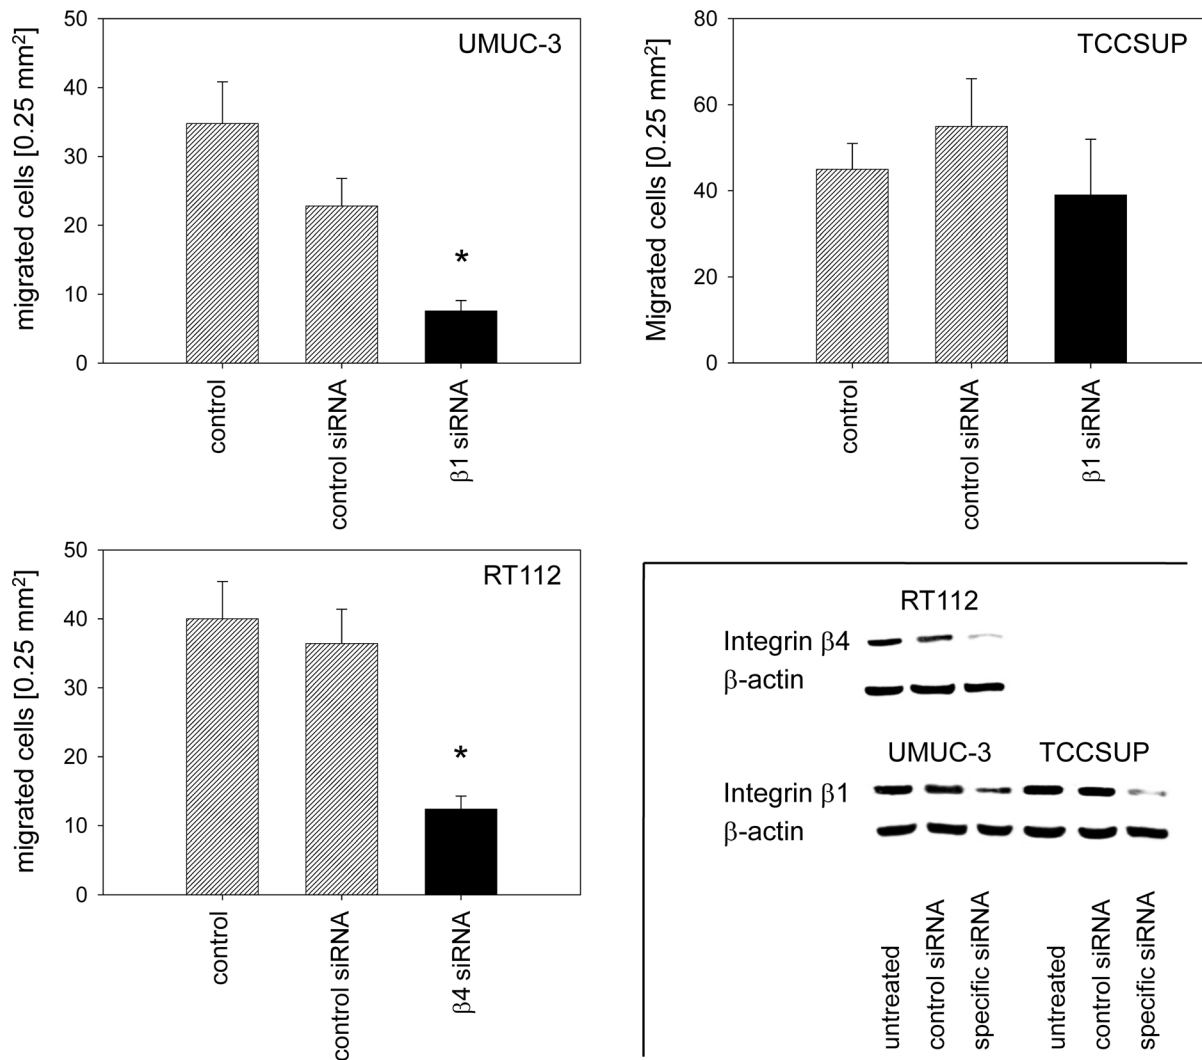 UMUC-3
migrated cells [0.25 mm²]
50
40
30
20
10
0
*
control
control siRNA
β1 siRNA
TCCSUP
Migrated cells [0.25 mm²]
80
60
40
20
0
control
control siRNA
β1 siRNA
RT112
migrated cells [0.25 mm²]
50
40
30
20
10
0
*
control
control siRNA
β4 siRNA
RT112
Integrin β4
β-actin
UMUC-3 TCCSUP
Integrin β1
β-actin
untreated
control siRNA
specific siRNA
untreated
control siRNA
specific siRNA